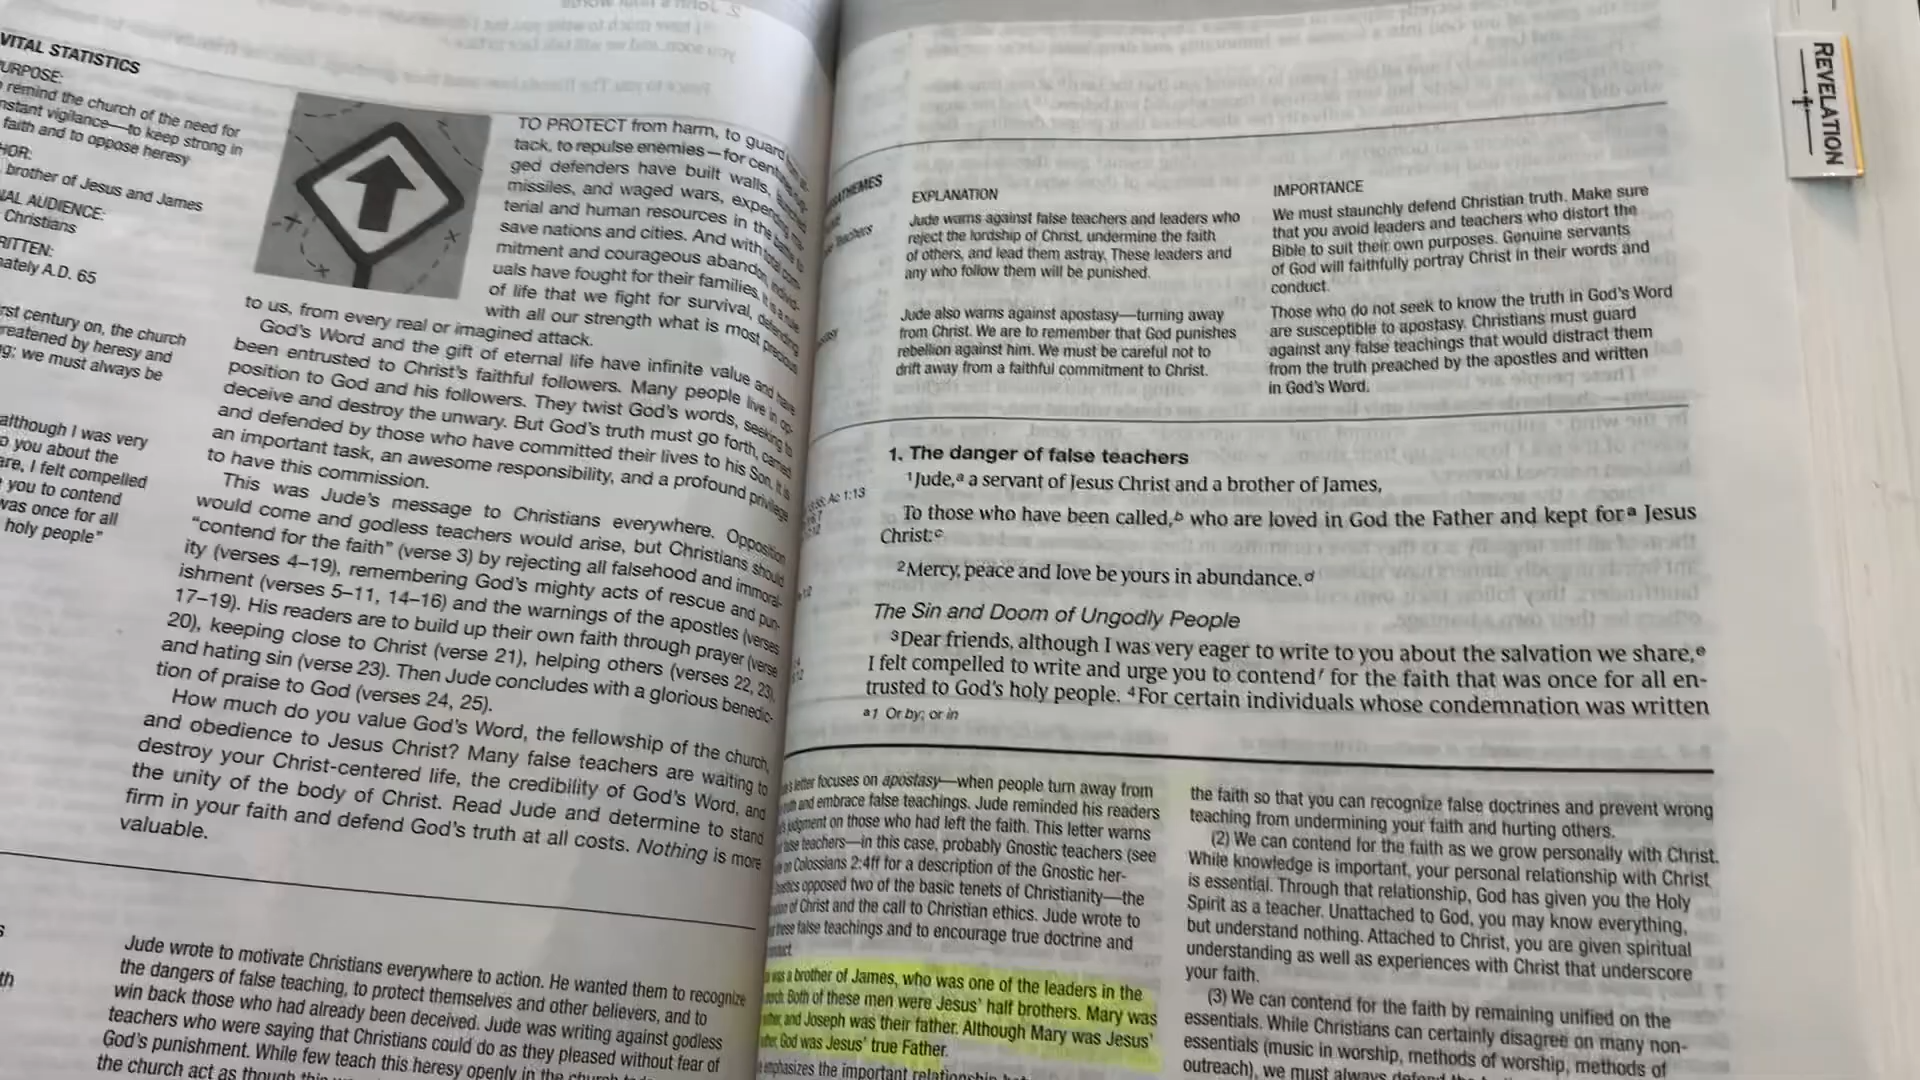 VITAL STATISTICS
PURPOSE:
remind the church of the need for
constant vigilance—to keep strong in
faith and to oppose heresy
brother of Jesus and James
AUDIENCE:
Christians
A.D. 65
century on, the church
by heresy and
we must always be
although I was very
you about the
I felt compelled
you to contend
was once for all
holy people"
TO PROTECT from harm, to guard
tack, to repulse enemies—for
ged defenders have built walls,
missiles, and waged wars,
terial and human resources in the
save nations and cities. And with total com-
mitment and courageous abandon, individ-
uals have fought for their families. It is a rule
of life that we fight for survival, defending
with all our strength what is most precious
to us, from every real or imagined attack.
God's Word and the gift of eternal life have infinite value and have
been entrusted to Christ's faithful followers. Many people live in op-
position to God and his followers. They twist God's words, seeking to
deceive and destroy the unwary. But God's truth must go forth, carried
and defended by those who have committed their lives to his Son. It is
an important task, an awesome responsibility, and a profound privilege
to have this commission.
This was Jude's message to Christians everywhere. Opposition
would come and godless teachers would arise, but Christians should
"contend for the faith" (verse 3) by rejecting all falsehood and immoral-
ity (verses 4–19), remembering God's mighty acts of rescue and pun-
ishment (verses 5–11, 14–16) and the warnings of the apostles (verses
17–19). His readers are to build up their own faith through prayer (verse
20), keeping close to Christ (verse 21), helping others (verses 22, 23),
and hating sin (verse 23). Then Jude concludes with a glorious benedic-
tion of praise to God (verses 24, 25).
How much do you value God's Word, the fellowship of the church,
and obedience to Jesus Christ? Many false teachers are waiting to
destroy your Christ-centered life, the credibility of God's Word, and
the unity of the body of Christ. Read Jude and determine to stand
firm in your faith and defend God's truth at all costs. Nothing is more
valuable.
Jude wrote to motivate Christians everywhere to action. He wanted them to recognize
the dangers of false teaching, to protect themselves and other believers, and to
win back those who had already been deceived. Jude was writing against godless
teachers who were saying that Christians could do as they pleased without fear of
God's punishment. While few teach this heresy openly in the church
the church act as though this
Teachers
EXPLANATION
Jude warns against false teachers and leaders who
reject the lordship of Christ, undermine the faith
of others, and lead them astray. These leaders and
any who follow them will be punished.
Jude also warns against apostasy—turning away
from Christ. We are to remember that God punishes
rebellion against him. We must be careful not to
drift away from a faithful commitment to Christ.
IMPORTANCE
We must staunchly defend Christian truth. Make sure
that you avoid leaders and teachers who distort the
Bible to suit their own purposes. Genuine servants
of God will faithfully portray Christ in their words and
conduct.
Those who do not seek to know the truth in God's Word
are susceptible to apostasy. Christians must guard
against any false teachings that would distract them
from the truth preached by the apostles and written
in God's Word.
REVELATION
1. The danger of false teachers
1Jude,a a servant of Jesus Christ and a brother of James,
Ac 1:13
To those who have been called,b who are loved in God the Father and kept fora Jesus
Christ:c
2Mercy, peace and love be yours in abundance.d
The Sin and Doom of Ungodly People
3Dear friends, although I was very eager to write to you about the salvation we share,e
I felt compelled to write and urge you to contendf for the faith that was once for all en-
trusted to God's holy people. 4For certain individuals whose condemnation was written
a1 Or by; or in
letter focuses on apostasy—when people turn away from
and embrace false teachings. Jude reminded his readers
judgment on those who had left the faith. This letter warns
false teachers—in this case, probably Gnostic teachers (see
on Colossians 2:4ff for a description of the Gnostic her-
opposed two of the basic tenets of Christianity—the
of Christ and the call to Christian ethics. Jude wrote to
these false teachings and to encourage true doctrine and
was a brother of James, who was one of the leaders in the
Both of these men were Jesus' half brothers. Mary was
and Joseph was their father. Although Mary was Jesus'
God was Jesus' true Father.
emphasizes the important relationship
the faith so that you can recognize false doctrines and prevent wrong
teaching from undermining your faith and hurting others.
(2) We can contend for the faith as we grow personally with Christ.
While knowledge is important, your personal relationship with Christ
is essential. Through that relationship, God has given you the Holy
Spirit as a teacher. Unattached to God, you may know everything,
but understand nothing. Attached to Christ, you are given spiritual
understanding as well as experiences with Christ that underscore
your faith.
(3) We can contend for the faith by remaining unified on the
essentials. While Christians can certainly disagree on many non-
essentials (music in worship, methods of worship, methods of
outreach), we must always defend the